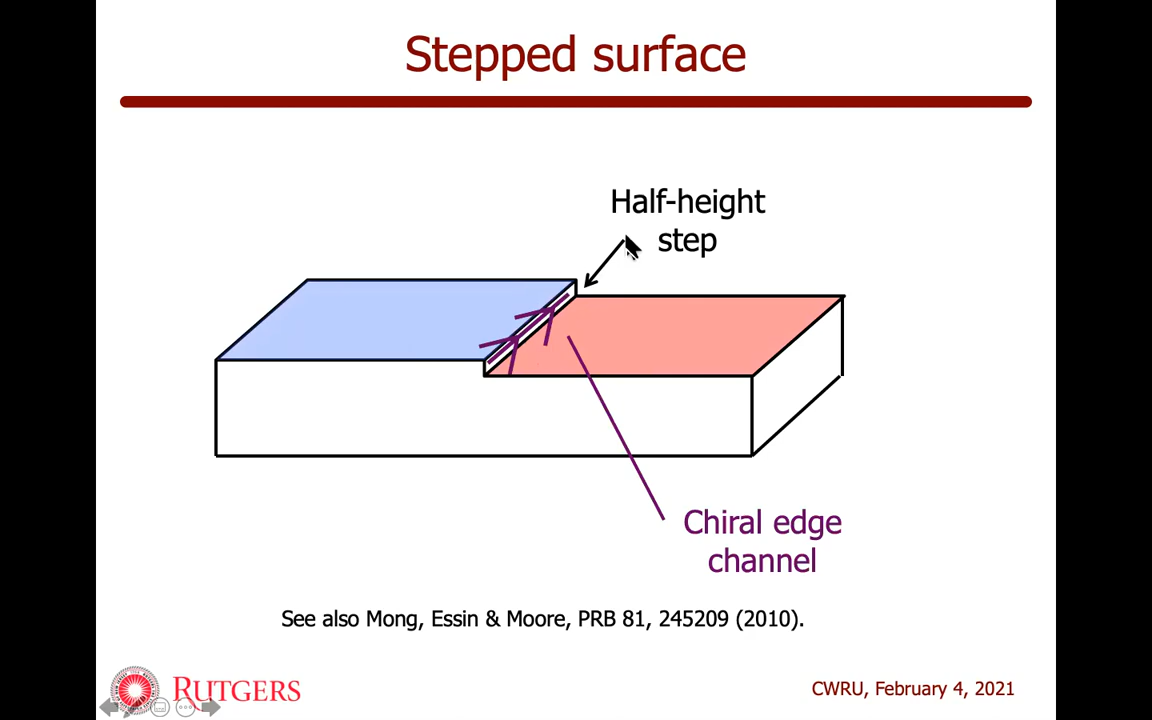 Stepped surface
Half-height
step
Chiral edge
channel
See also Mong, Essin & Moore, PRB 81, 245209 (2010).
RUTGERS
CWRU, February 4, 2021